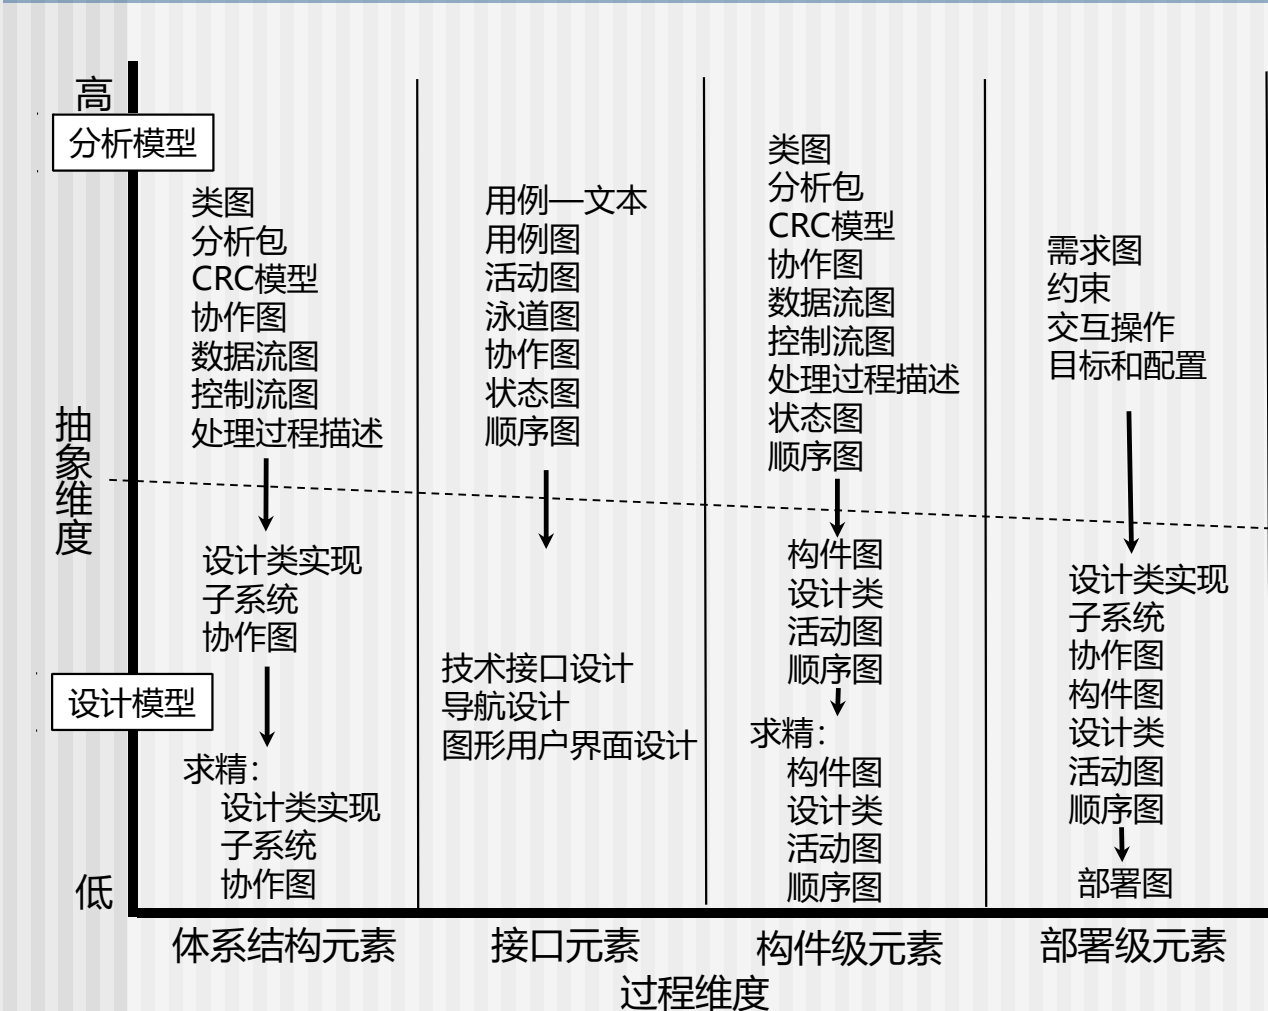 高
分析模型
抽象维度
设计模型
低
类图
分析包
CRC模型
协作图
数据流图
控制流图
处理过程描述
设计类实现
子系统
协作图
求精：
设计类实现
子系统
协作图
用例—文本
用例图
活动图
泳道图
协作图
状态图
顺序图
技术接口设计
导航设计
图形用户界面设计
类图
分析包
CRC模型
协作图
数据流图
控制流图
处理过程描述
状态图
顺序图
构件图
设计类
活动图
顺序图
求精：
构件图
设计类
活动图
顺序图
需求图
约束
交互操作
目标和配置
设计类实现
子系统
协作图
构件图
设计类
活动图
顺序图
部署图
体系结构元素
接口元素
构件级元素
部署级元素
过程维度